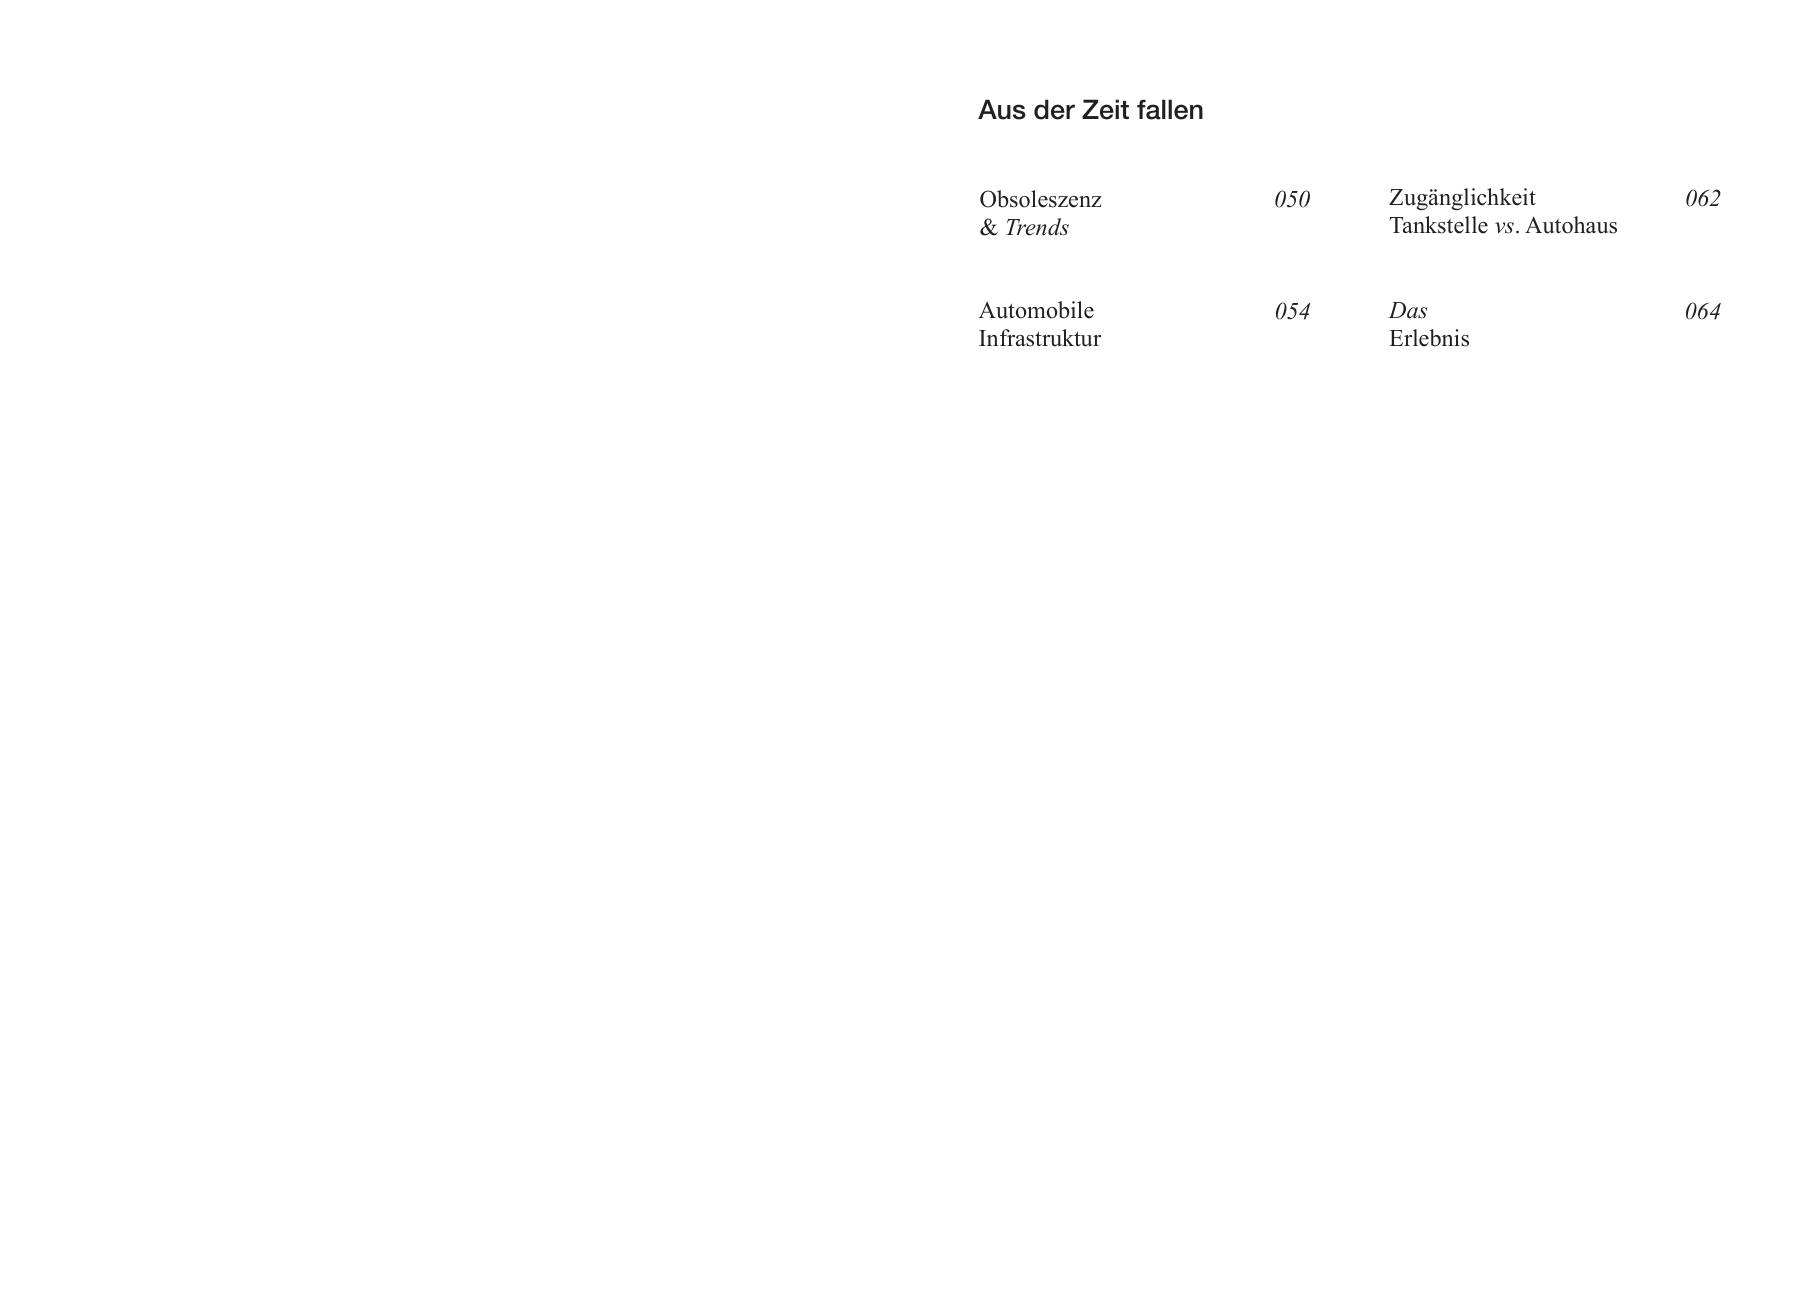 Aus der Zeit fallen
Obsoleszenz 050
& Trends
Automobile 054
Infrastruktur
Zugänglichkeit 062
Tankstelle vs. Autohaus
Das 064
Erlebnis